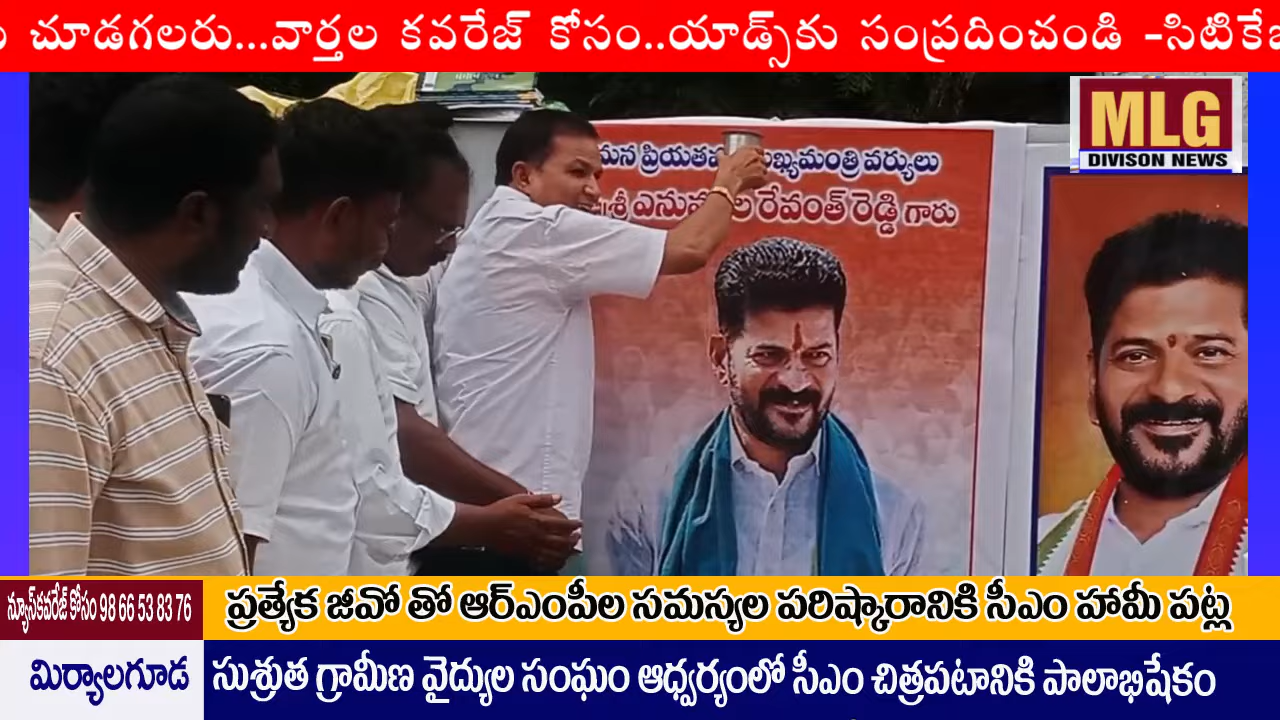 చూడగలరు...వార్తల కవరేజ్ కోసం..యాడ్స్‌కు సంప్రదించండి -సిటికే
MLG
DIVISON NEWS
మన ప్రియతమ ముఖ్యమంత్రి వర్యులు
శ్రీ ఎనుముల రేవంత్ రెడ్డి గారు
న్యూస్‌కవరేజ్ కోసం 98 66 53 83 76
ప్రత్యేక జీవో తో ఆర్ఎంపీల సమస్యల పరిష్కారానికి సీఎం హామీ పట్ల
మిర్యాలగూడ
సుశ్రుత గ్రామీణ వైద్యుల సంఘం ఆధ్వర్యంలో సీఎం చిత్రపటానికి పాలాభిషేకం